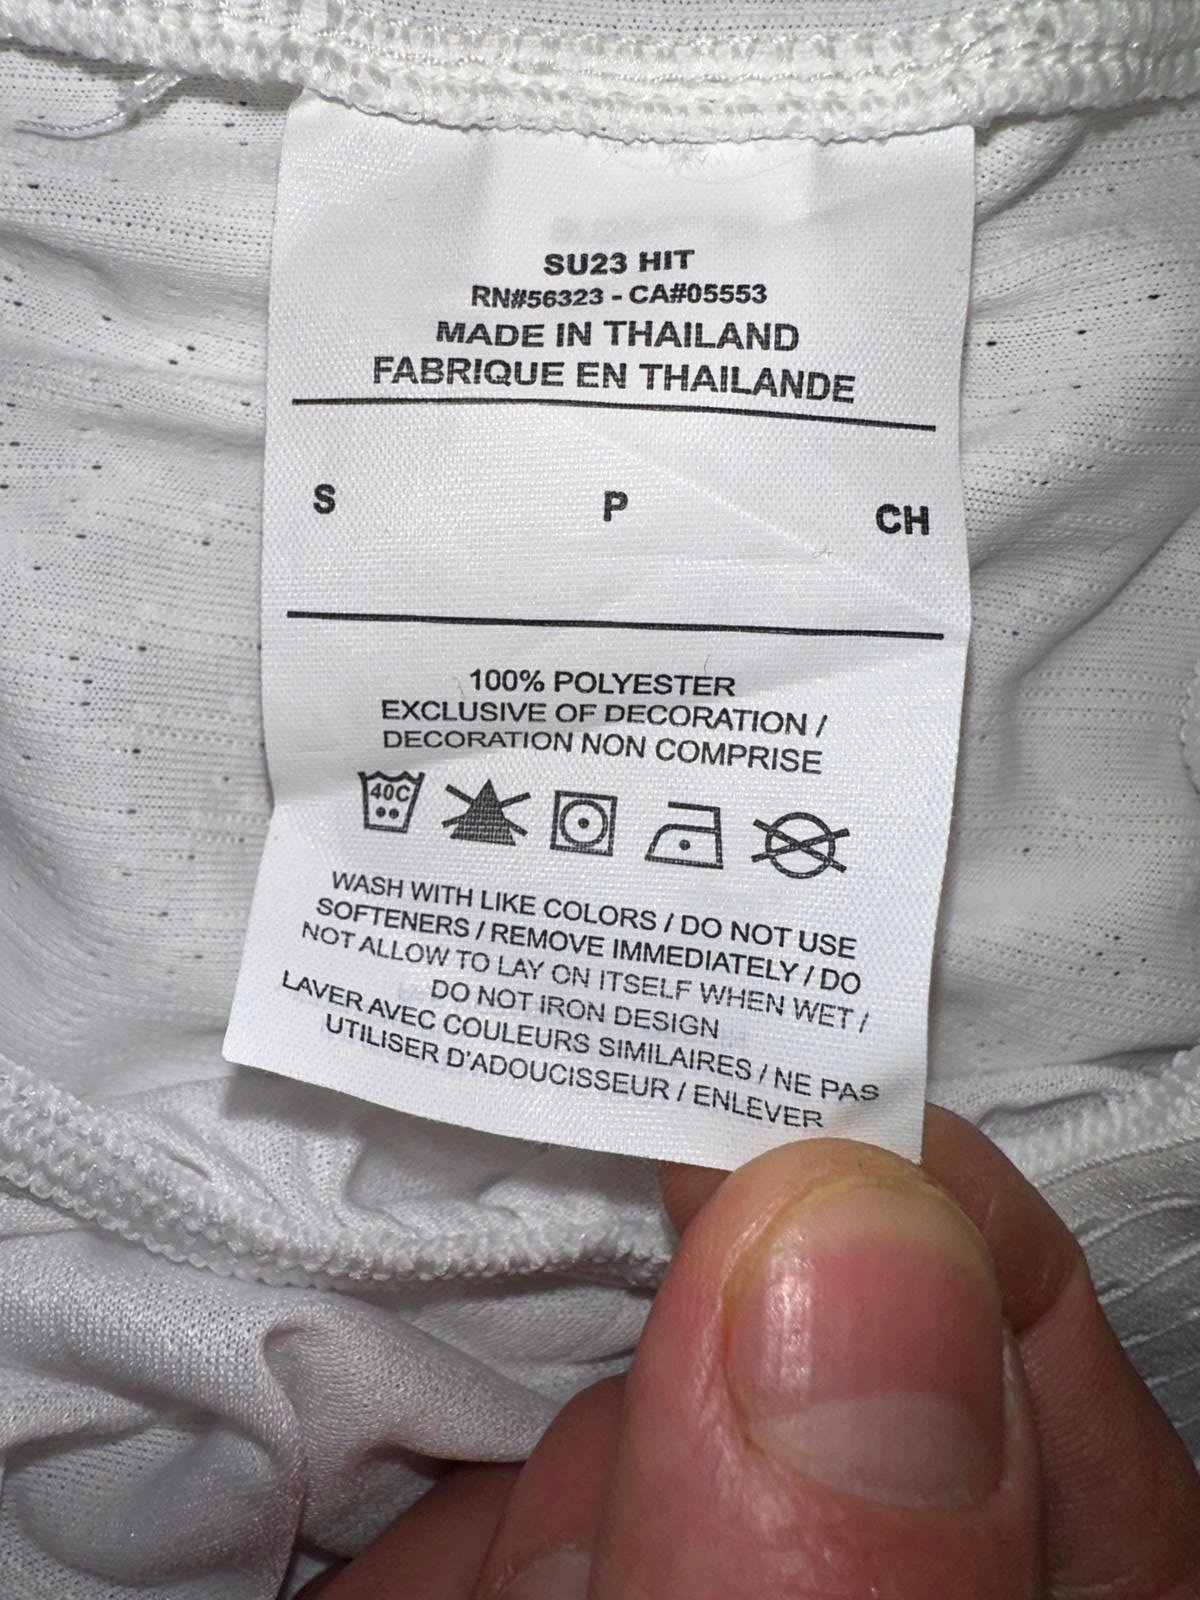 SU23 HIT
RN#56323 - CA#05553
MADE IN THAILAND
FABRIQUE EN THAILANDE
S P CH
100% POLYESTER
EXCLUSIVE OF DECORATION /
DECORATION NON COMPRISE
40C
WASH WITH LIKE COLORS / DO NOT USE
SOFTENERS / REMOVE IMMEDIATELY / DO
NOT ALLOW TO LAY ON ITSELF WHEN WET /
DO NOT IRON DESIGN
LAVER AVEC COULEURS SIMILAIRES / NE PAS
UTILISER D'ADOUCISSEUR / ENLEVER